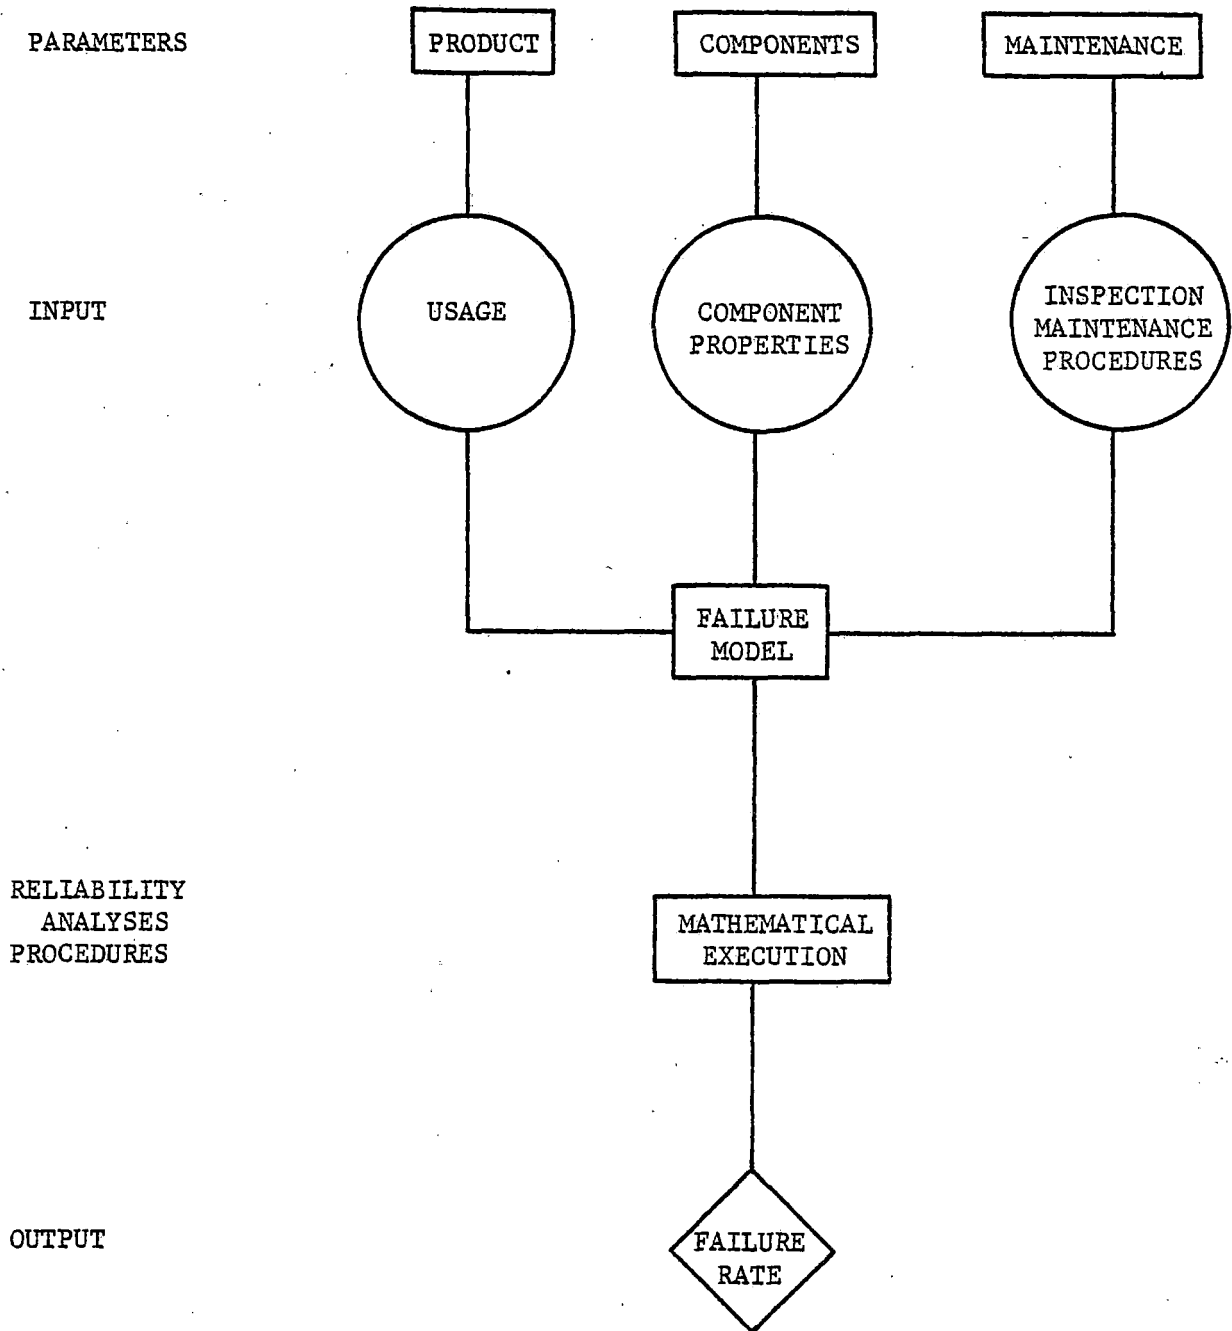 PARAMETERS
PRODUCT
COMPONENTS
MAINTENANCE
INPUT
USAGE
COMPONENT
PROPERTIES
INSPECTION
MAINTENANCE
PROCEDURES
FAILURE
MODEL
RELIABILITY
ANALYSES
PROCEDURES
MATHEMATICAL
EXECUTION
OUTPUT
FAILURE
RATE